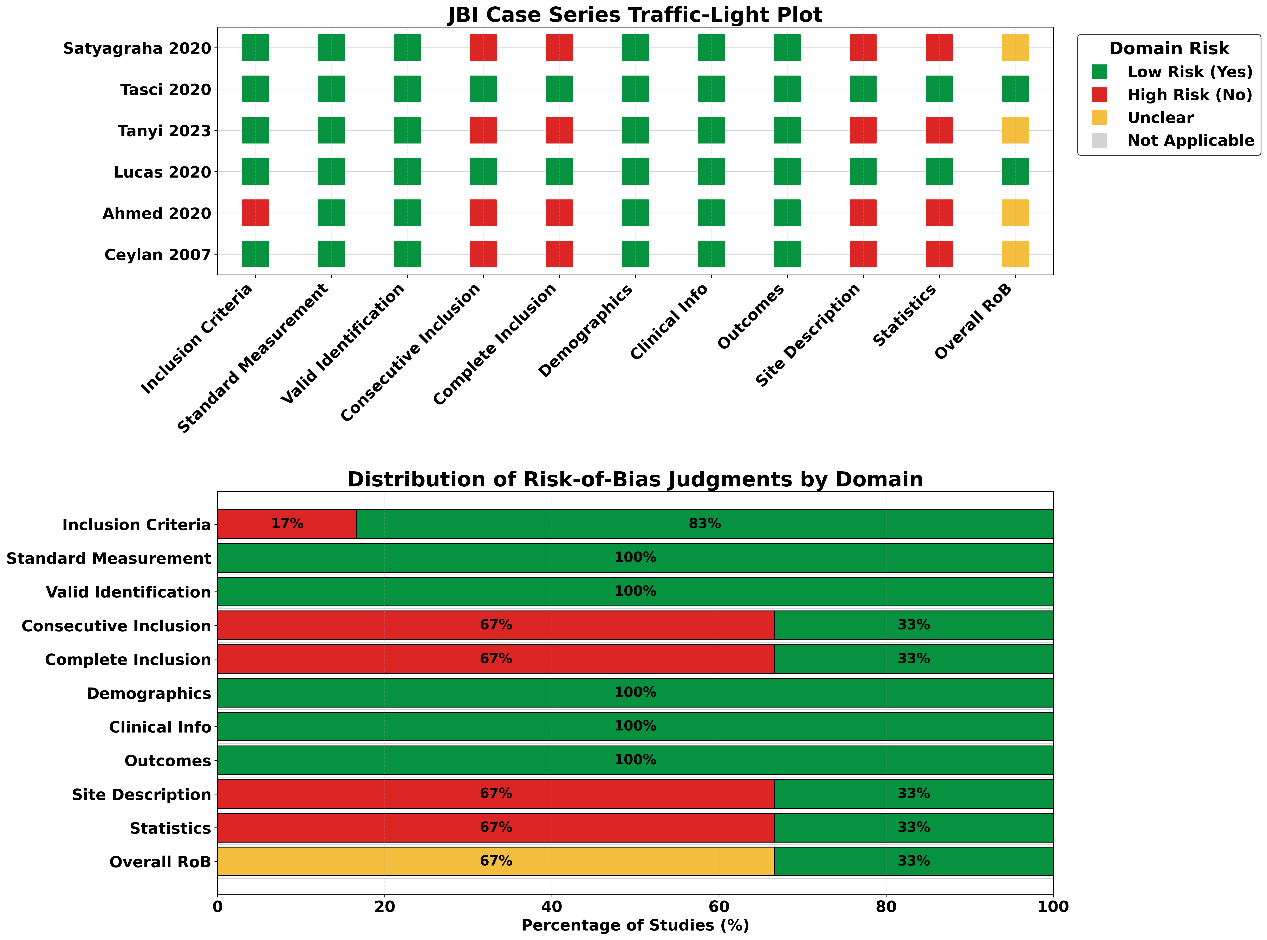 JBI Case Series Traffic-Light Plot
Satyagraha 2020
Tasci 2020
Tanyi 2023
Lucas 2020
Ahmed 2020
Ceylan 2007
Inclusion Criteria
Standard Measurement
Valid Identification
Consecutive Inclusion
Complete Inclusion
Demographics
Clinical Info
Outcomes
Site Description
Statistics
Overall RoB
Domain Risk
Low Risk (Yes)
High Risk (No)
Unclear
Not Applicable
Distribution of Risk-of-Bias Judgments by Domain
Inclusion Criteria 17% 83%
Standard Measurement 100%
Valid Identification 100%
Consecutive Inclusion 67% 33%
Complete Inclusion 67% 33%
Demographics 100%
Clinical Info 100%
Outcomes 100%
Site Description 67% 33%
Statistics 67% 33%
Overall RoB 67% 33%
0 20 40 60 80 100
Percentage of Studies (%)